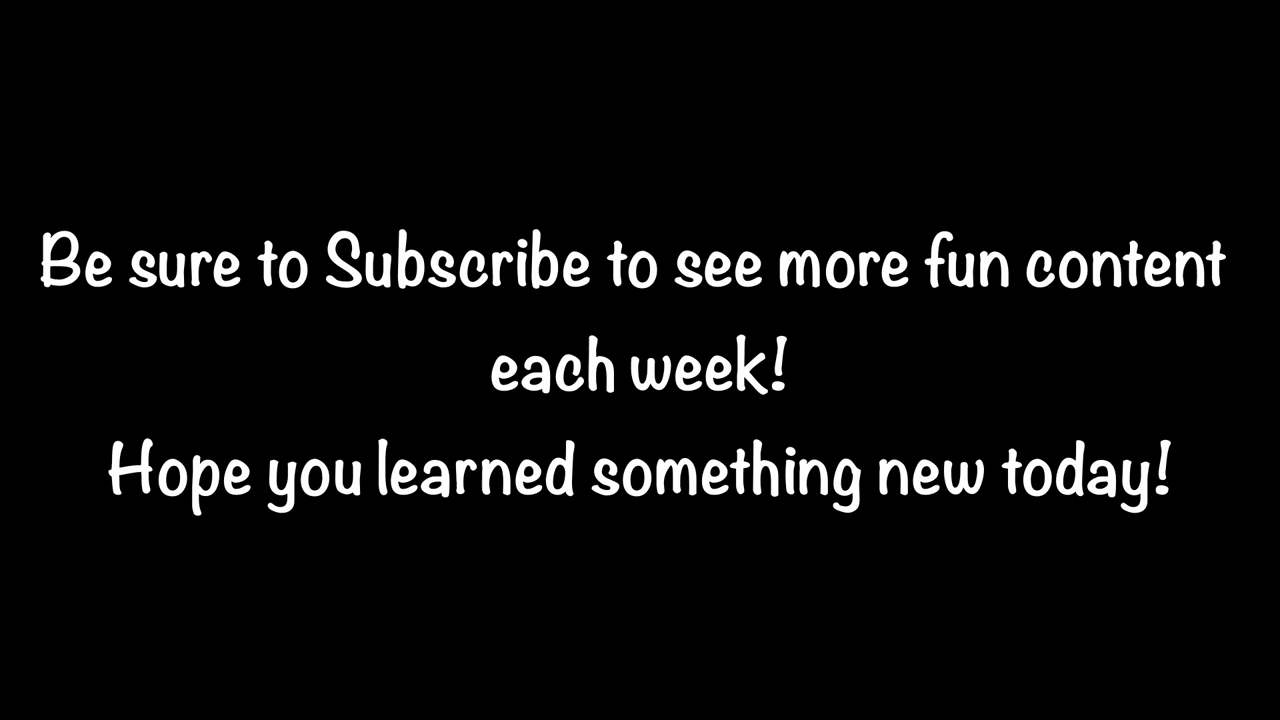 Be sure to Subscribe to see more fun content
each week!
Hope you learned something new today!